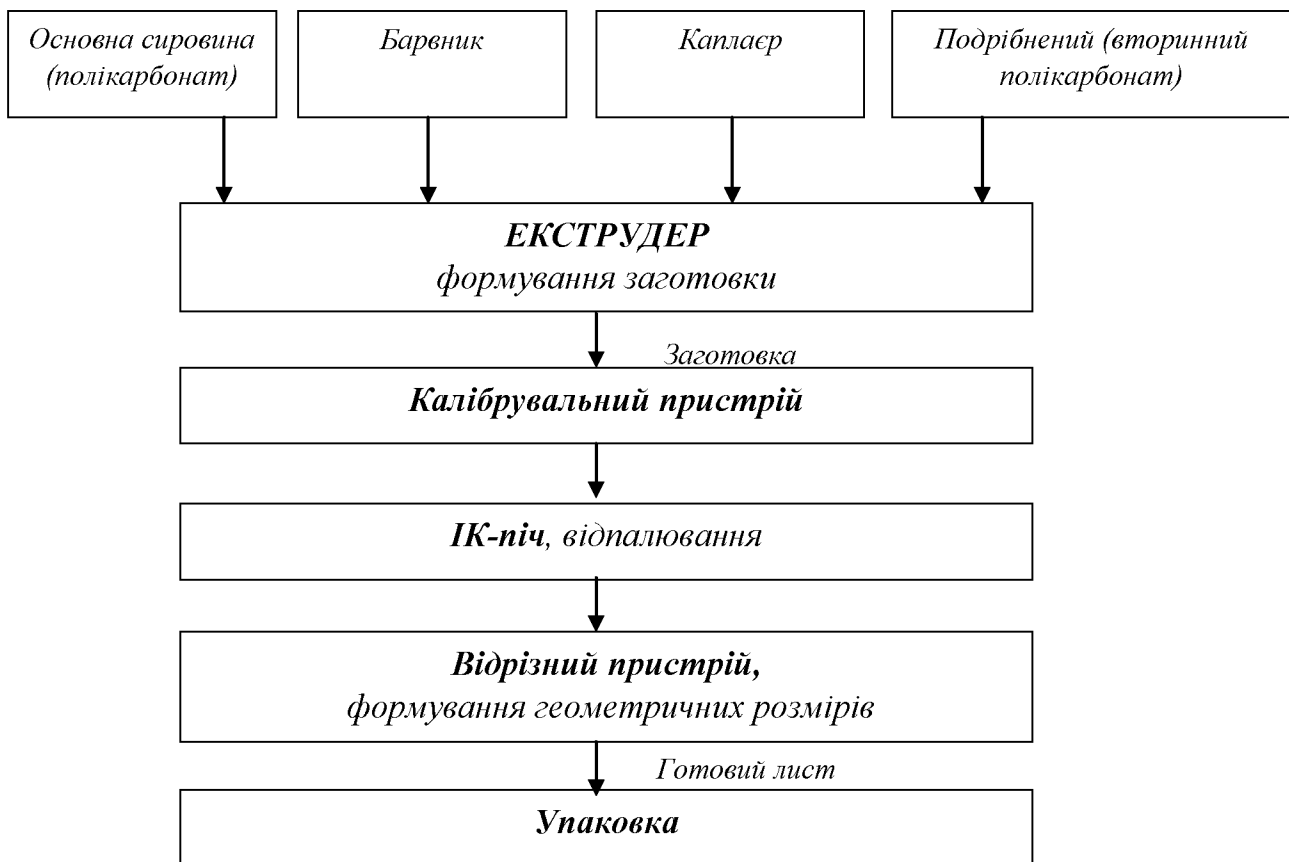 Основна сировина
(полікарбонат)
Барвник
Каплаєр
Подрібнений (вторинний
полікарбонат)
ЕКСТРУДЕР
формування заготовки
Заготовка
Калібрувальний пристрій
ІК-піч, відпалювання
Відрізний пристрій,
формування геометричних розмірів
Готовий лист
Упаковка